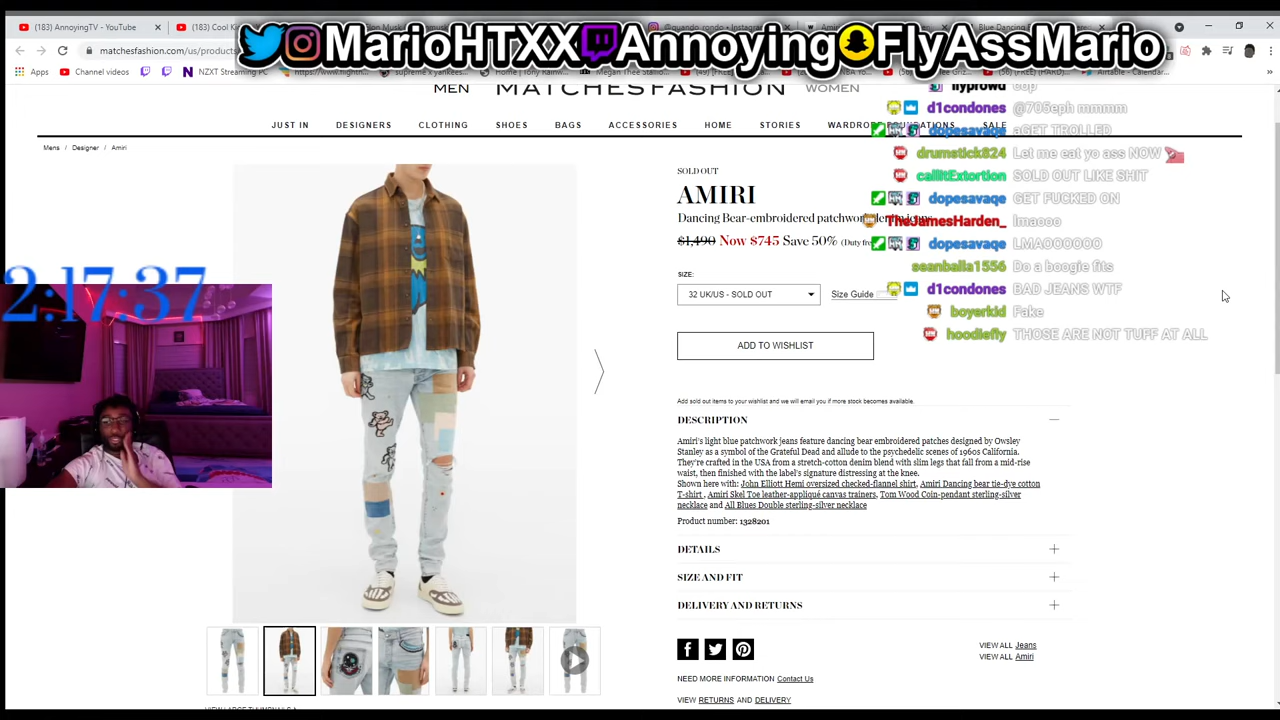 (183) AnnoyingTV - YouTube
(183) Cool Ki
MarioHTXX Annoying FlyAssMario
matchesfashion.com/us/products
Apps
Channel videos
NZXT Streaming PC
MEN
MATCHESFASHION
WOMEN
JUST IN
DESIGNERS
CLOTHING
SHOES
BAGS
ACCESSORIES
HOME
STORIES
SALE
Mens / Designer / Amiri
SOLD OUT
AMIRI
Dancing Bear-embroidered patchwork denim jeans
$1,490 Now $745 Save 50% (Duty free
SIZE:
32 UK/US - SOLD OUT
Size Guide
ADD TO WISHLIST
Add sold out items to your wishlist and we will email you if more stock becomes available.
DESCRIPTION
Amiri's light blue patchwork jeans feature dancing bear embroidered patches designed by Owsley
Stanley as a symbol of the Grateful Dead and allude to the psychedelic scenes of 1960s California.
They're crafted in the USA from a stretch-cotton denim blend with slim legs that fall from a mid-rise
waist, then finished with the label's signature distressing at the knee.
Shown here with: John Elliott Hemi oversized checked-flannel shirt, Amiri Dancing bear tie-dye cotton
T-shirt , Amiri Skel Toe leather-appliqué canvas trainers, Tom Wood Coin-pendant sterling-silver
necklace and All Blues Double sterling-silver necklace
Product number: 1328201
DETAILS
SIZE AND FIT
DELIVERY AND RETURNS
VIEW ALL Jeans
VIEW ALL Amiri
NEED MORE INFORMATION Contact Us
VIEW RETURNS AND DELIVERY
flyprowd cop
d1condones @705eph mmmm
dopesavaqe aGET TROLLED
drumstick824 Let me eat yo ass NOW
callitExtortion SOLD OUT LIKE SHIT
dopesavaqe GET FUCKED ON
TheJamesHarden_ lmaooo
dopesavaqe LMAOOOOOO
seanballa1556 Do a boogie fits
d1condones BAD JEANS WTF
boyerkid Fake
hoodiefly THOSE ARE NOT TUFF AT ALL
2.17.37